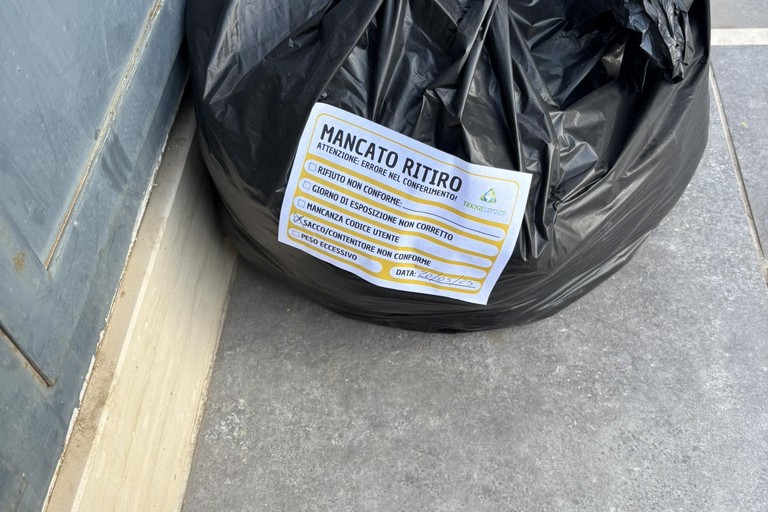 MANCATO RITIRO
ATTENZIONE: ERRORE NEL CONFERIMENTO!
RIFIUTO NON CONFORME:
GIORNO DI ESPOSIZIONE NON CORRETTO
MANCANZA CODICE UTENTE
SACCO/CONTENITORE NON CONFORME
PESO ECCESSIVO
DATA: